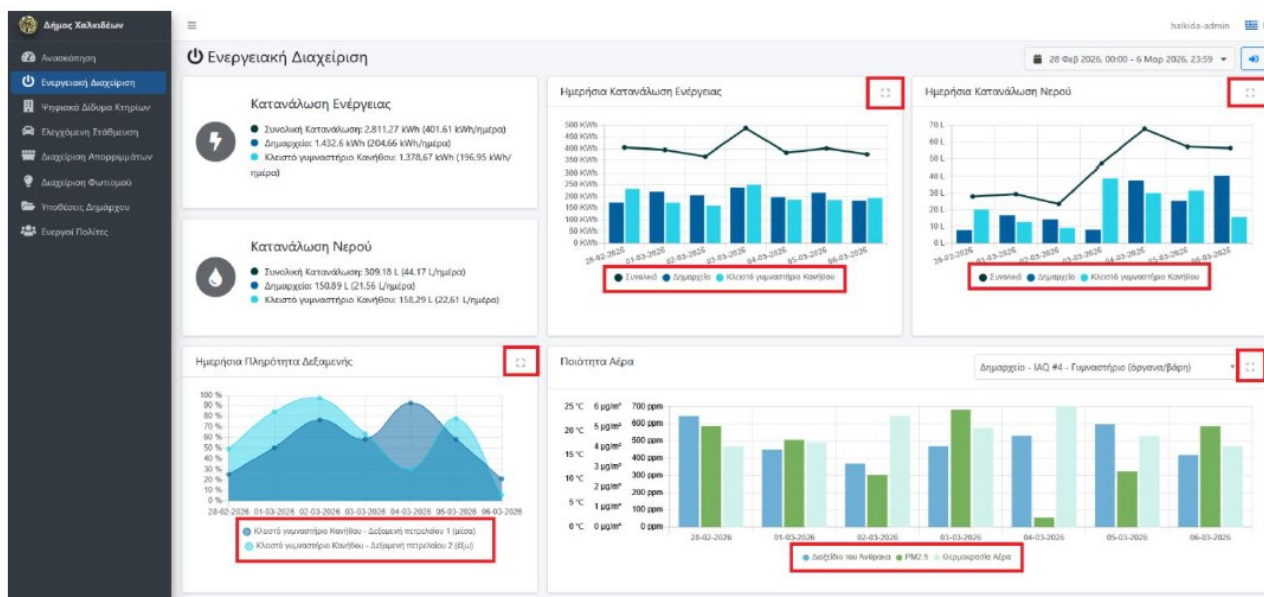 Δήμος Χαλκιδέων
halkida-admin
Ανασκόπηση
Ενεργειακή Διαχείριση
Ψηφιακά Δίδυμα Κτηρίων
Ελεγχόμενη Στάθμευση
Διαχείριση Απορριμμάτων
Διαχείριση Φωτισμού
Υποθέσεις Δημάρχου
Ενεργοί Πολίτες
Ενεργειακή Διαχείριση
28 Φεβ 2026, 00:00 - 6 Μαρ 2026, 23:59
Κατανάλωση Ενέργειας
Συνολική Κατανάλωση: 2.811,27 kWh (401.61 kWh/ημέρα)
Δημαρχείο: 1.432,6 kWh (204,66 kWh/ημέρα)
Κλειστό γυμναστήριο Κανήθου: 1.378,67 kWh (196,95 kWh/
ημέρα)
Κατανάλωση Νερού
Συνολική Κατανάλωση: 309.18 L (44.17 L/ημέρα)
Δημαρχείο: 150.89 L (21,56 L/ημέρα)
Κλειστό γυμναστήριο Κανήθου: 158,29 L (22,61 L/ημέρα)
Ημερήσια Κατανάλωση Ενέργειας
500 KWh
450 KWh
400 KWh
350 KWh
300 KWh
250 KWh
200 KWh
150 KWh
100 KWh
50 KWh
0 KWh
28-02-2026 01-03-2026 02-03-2026 03-03-2026 04-03-2026 05-03-2026 06-03-2026
Συνολικά Δημαρχείο Κλειστό γυμναστήριο Κανήθου
Ημερήσια Κατανάλωση Νερού
70 L
60 L
50 L
40 L
30 L
20 L
10 L
0 L
28-02-2026 01-03-2026 02-03-2026 03-03-2026 04-03-2026 05-03-2026 06-03-2026
Συνολικά Δημαρχείο Κλειστό γυμναστήριο Κανήθου
Ημερήσια Πληρότητα Δεξαμενής
100 %
90 %
80 %
70 %
60 %
50 %
40 %
30 %
20 %
10 %
0 %
28-02-2026 01-03-2026 02-03-2026 03-03-2026 04-03-2026 05-03-2026 06-03-2026
Κλειστό γυμναστήριο Κανήθου - Δεξαμενή πετρελαίου 1 (μέσα)
Κλειστό γυμναστήριο Κανήθου - Δεξαμενή πετρελαίου 2 (έξω)
Ποιότητα Αέρα
Δημαρχείο - IAQ #4 - Γυμναστήριο (όργανα/βάρη)
25 °C 6 μg/m³ 700 ppm
5 μg/m³ 600 ppm
20 °C
4 μg/m³ 500 ppm
15 °C 400 ppm
3 μg/m³
10 °C 300 ppm
2 μg/m³
200 ppm
5 °C 1 μg/m³ 100 ppm
0 °C 0 μg/m³ 0 ppm
28-02-2026 01-03-2026 02-03-2026 03-03-2026 04-03-2026 05-03-2026 06-03-2026
Διοξείδιο του Άνθρακα PM2.5 Θερμοκρασία Αέρα